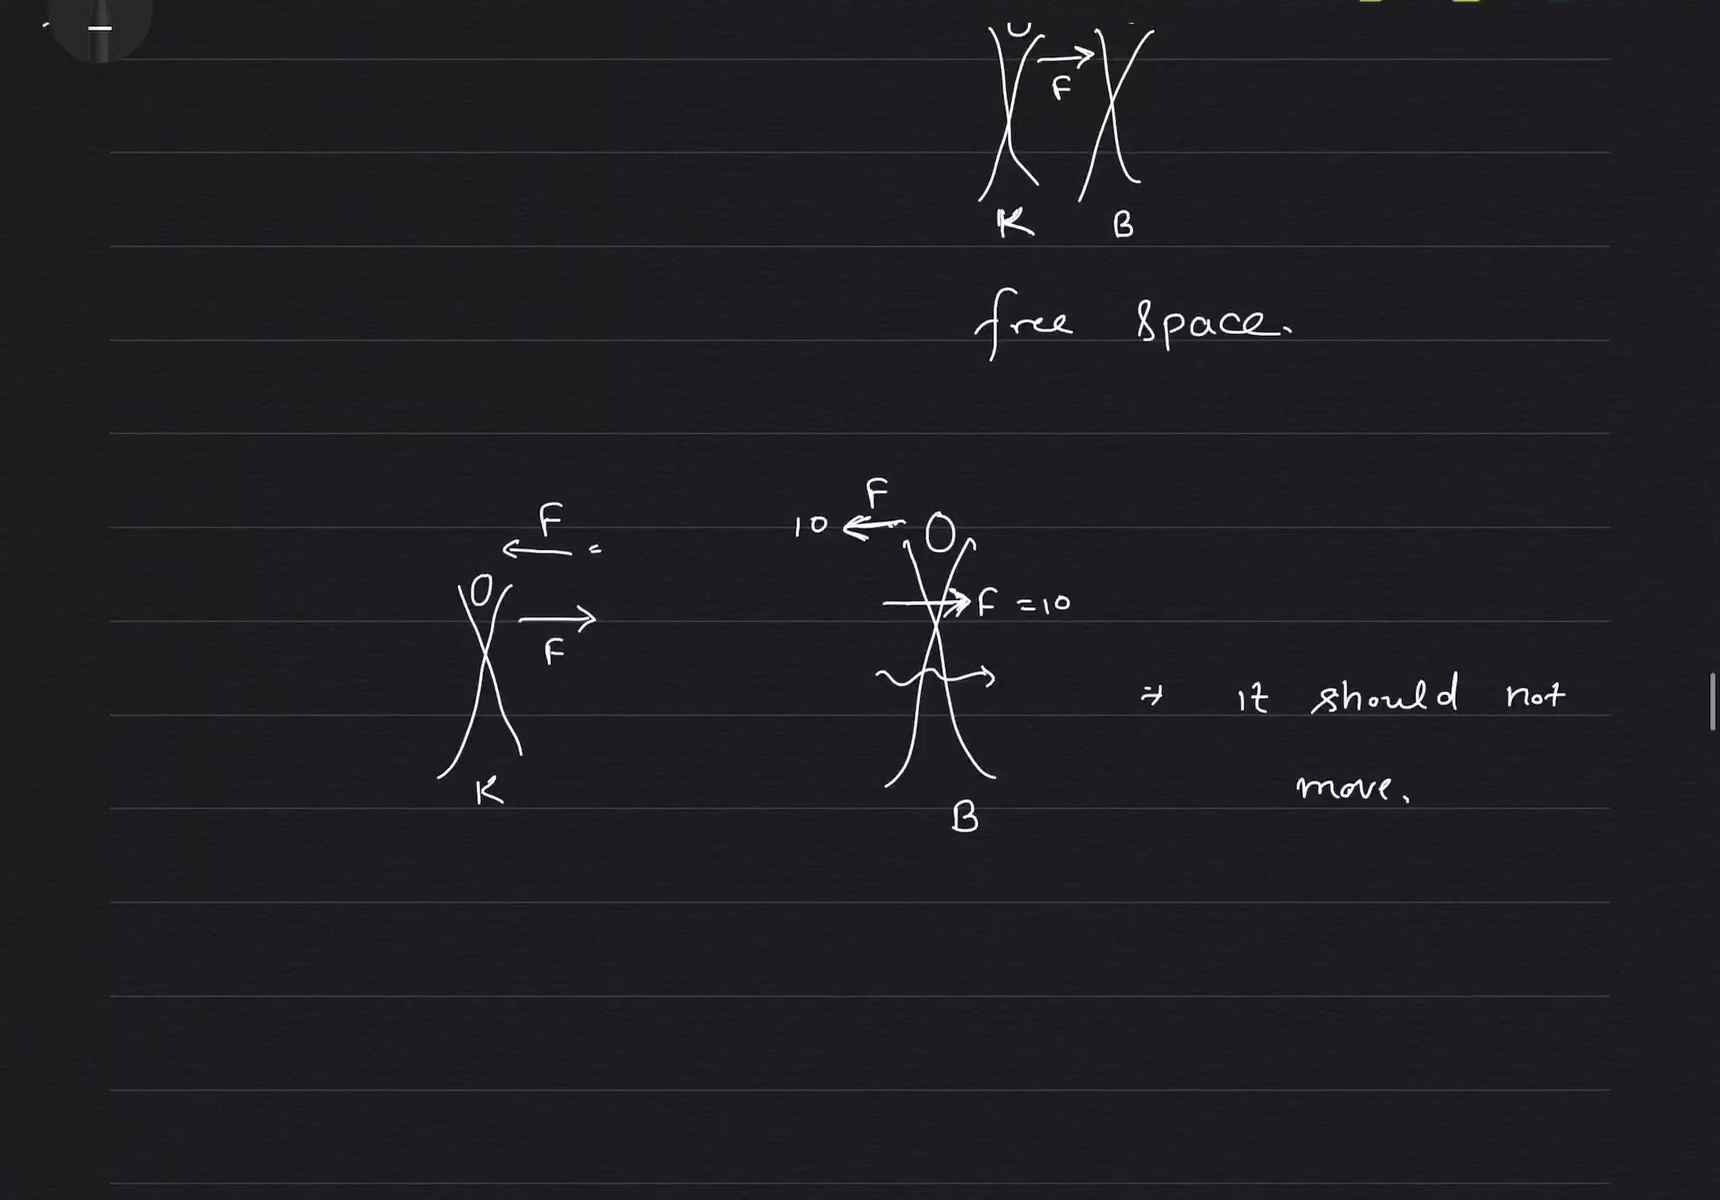 F
K B
free space.
F
10
F
F = 10
F
⇒ it should not
move.
K
B